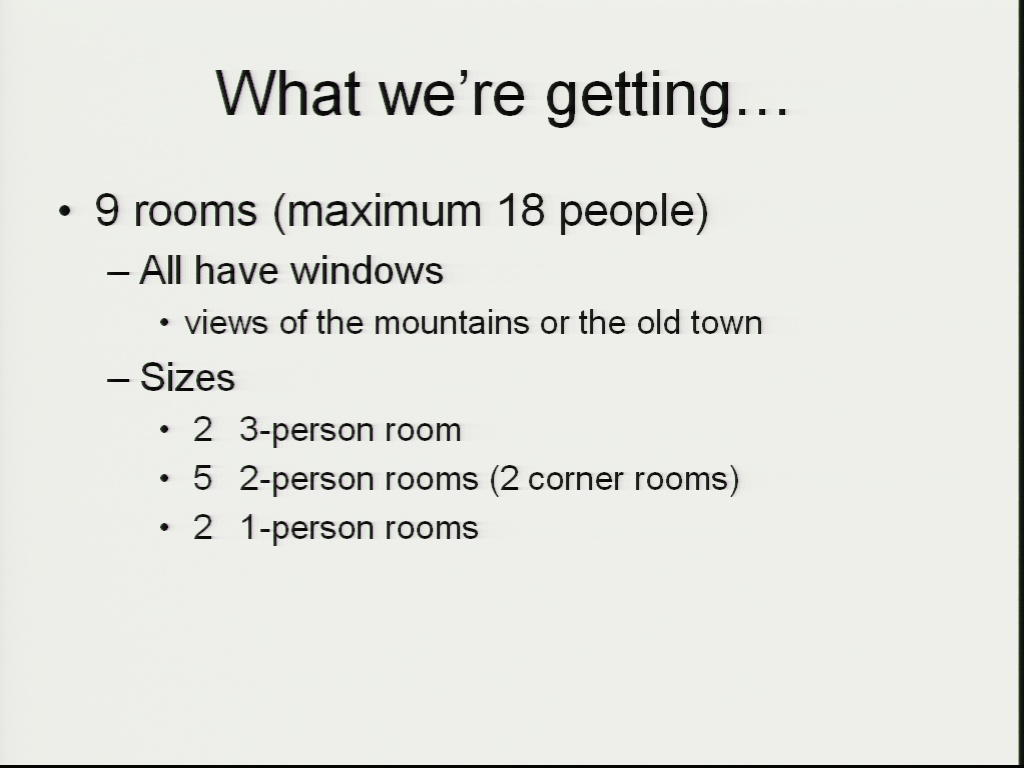 What we're getting…
• 9 rooms (maximum 18 people)
– All have windows
• views of the mountains or the old town
– Sizes
• 2 3-person room
• 5 2-person rooms (2 corner rooms)
• 2 1-person rooms